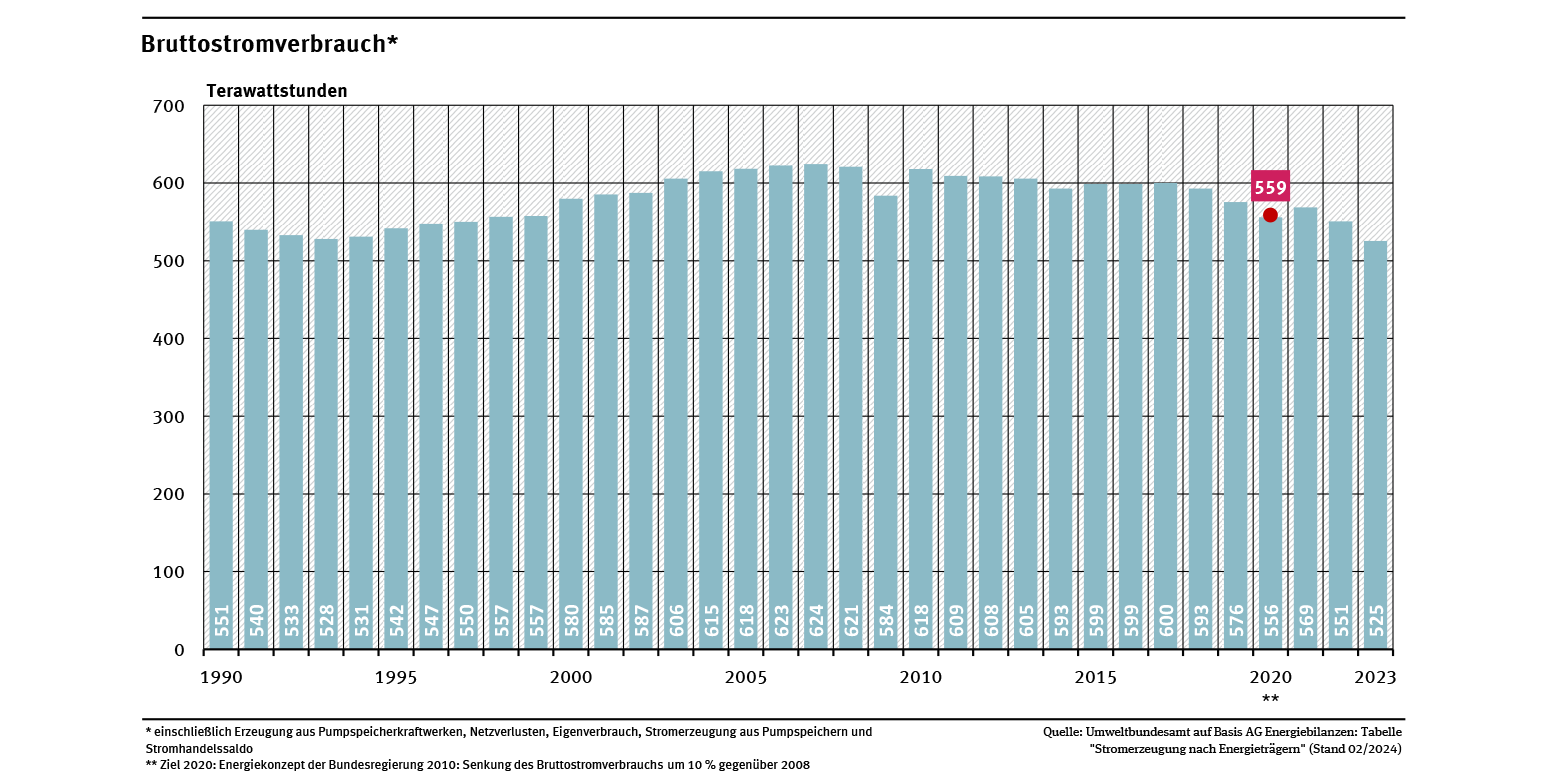 Bruttostromverbrauch*
Terawattstunden
700
600
500
400
300
200
100
0
559
551 540 533 528 531 542 547 550 557 557 580 585 587 606 615 618 623 624 621 584 618 609 608 605 593 599 599 600 593 576 556 569 551 525
1990 1995 2000 2005 2010 2015 2020 2023
**
* einschließlich Erzeugung aus Pumpspeicherkraftwerken, Netzverlusten, Eigenverbrauch, Stromerzeugung aus Pumpspeichern und
Stromhandelssaldo
** Ziel 2020: Energiekonzept der Bundesregierung 2010: Senkung des Bruttostromverbrauchs um 10 % gegenüber 2008
Quelle: Umweltbundesamt auf Basis AG Energiebilanzen: Tabelle
"Stromerzeugung nach Energieträgern" (Stand 02/2024)